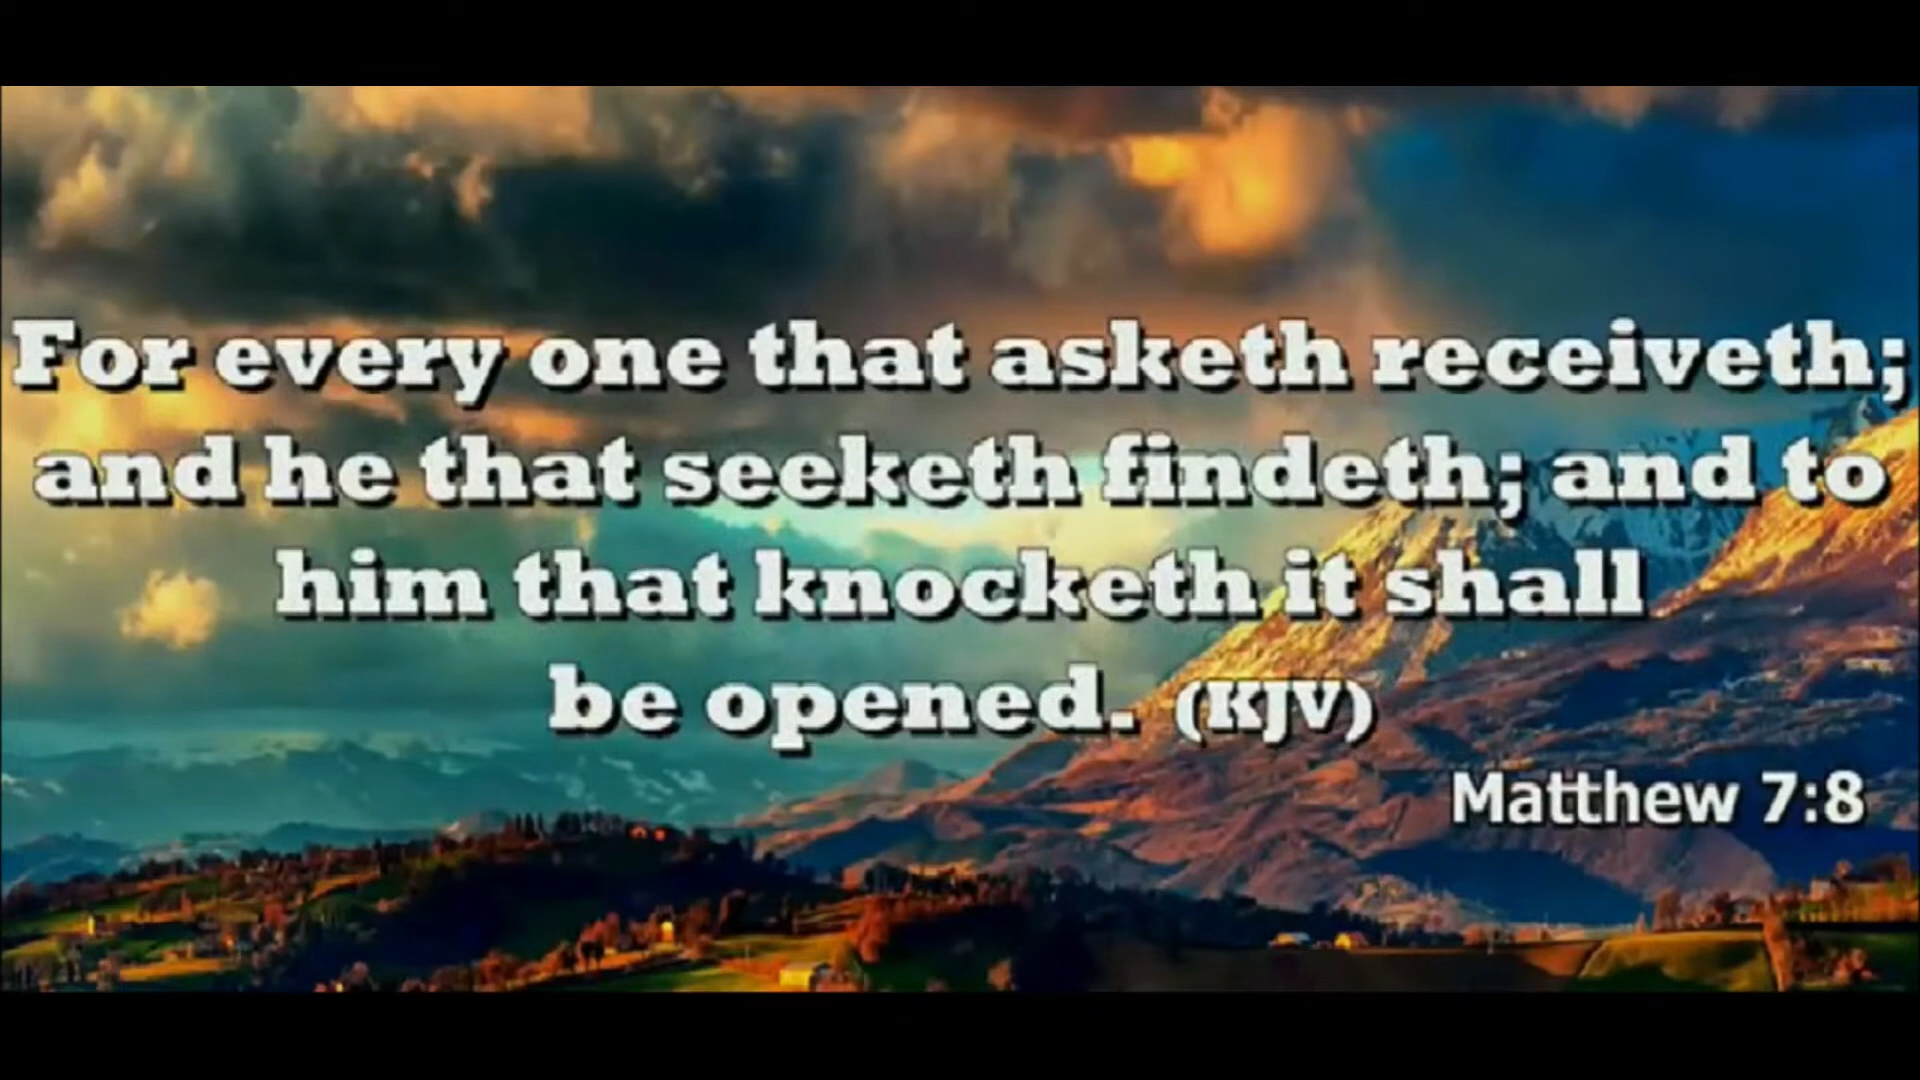 For every one that asketh receiveth;
and he that seeketh findeth; and to
him that knocketh it shall
be opened. (KJV)
Matthew 7:8